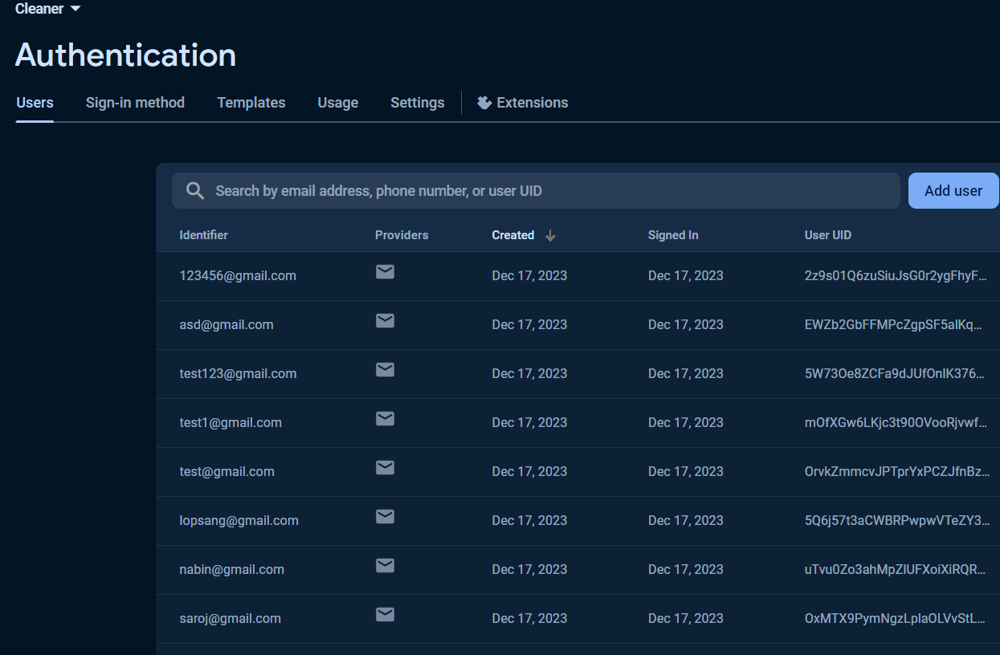 Cleaner
Authentication
Users Sign-in method Templates Usage Settings Extensions
Search by email address, phone number, or user UID Add user
Identifier Providers Created Signed In User UID
123456@gmail.com Dec 17, 2023 Dec 17, 2023 2z9s01Q6zuSiuJsG0r2ygFhyF...
asd@gmail.com Dec 17, 2023 Dec 17, 2023 EWZb2GbFFMPcZgpSF5alKq...
test123@gmail.com Dec 17, 2023 Dec 17, 2023 5W73Oe8ZCFa9dJUfOnlK376...
test1@gmail.com Dec 17, 2023 Dec 17, 2023 mOfXGw6LKjc3t90OVooRjvwf...
test@gmail.com Dec 17, 2023 Dec 17, 2023 OrvkZmmcvJPTprYxPCZJfnBz...
lopsang@gmail.com Dec 17, 2023 Dec 17, 2023 5Q6j57t3aCWBRPwpwVTeZY3...
nabin@gmail.com Dec 17, 2023 Dec 17, 2023 uTvu0Zo3ahMpZlUFXoiXiRQR...
saroj@gmail.com Dec 17, 2023 Dec 17, 2023 OxMTX9PymNgzLplaOLVvStL...